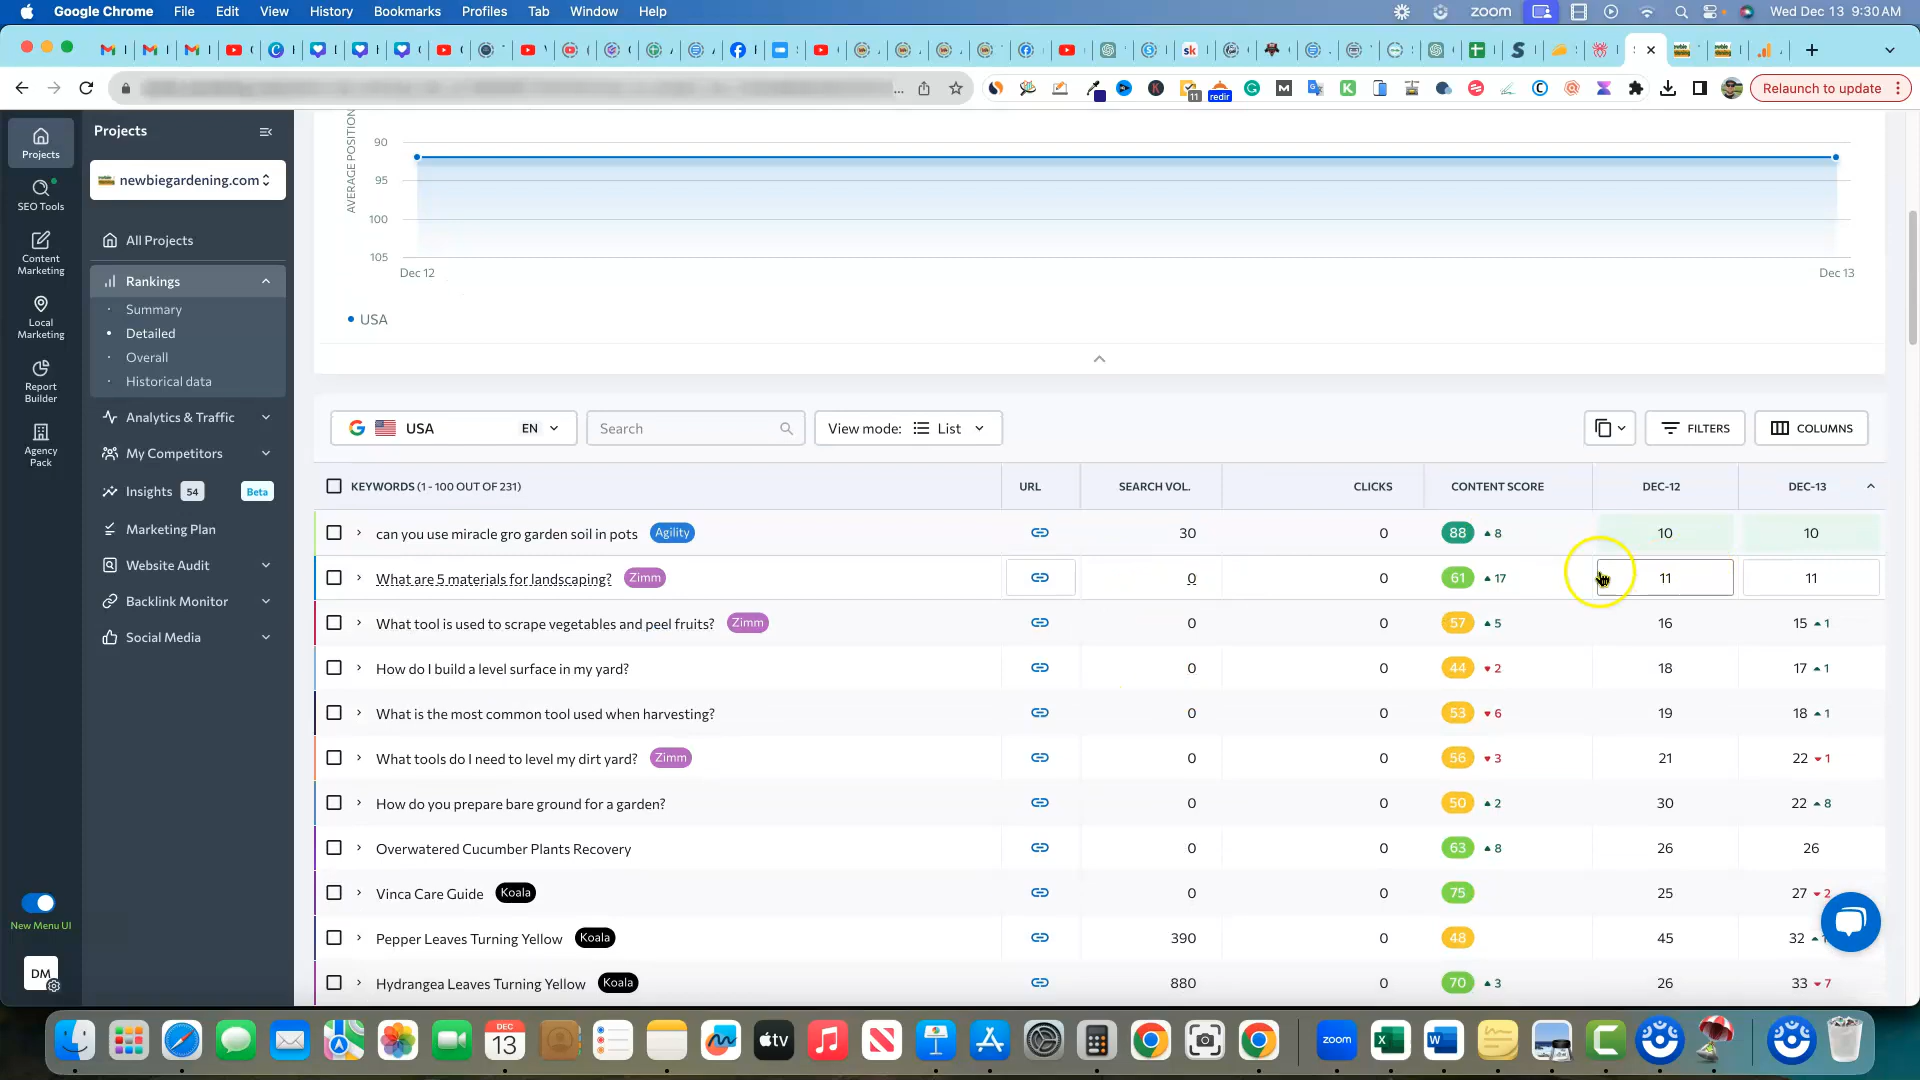 Google Chrome File Edit View History Bookmarks Profiles Tab Window Help zoom Wed Dec 13 9:30 AM
11 redir Relaunch to update
Projects
newbiegardening.com
All Projects
Rankings
Summary
Detailed
Overall
Historical data
Analytics & Traffic
My Competitors
Insights 54 Beta
Marketing Plan
Website Audit
Backlink Monitor
Social Media
Projects
SEO Tools
Content
Marketing
Local
Marketing
Report
Builder
Agency
Pack
New Menu UI
DM
AVERAGE POSITION
90
95
100
105
Dec 12 Dec 13
USA
USA EN Search View mode: List FILTERS COLUMNS
KEYWORDS (1 - 100 OUT OF 231) URL SEARCH VOL. CLICKS CONTENT SCORE DEC-12 DEC-13
can you use miracle gro garden soil in pots Agility 30 0 88 8 10 10
What are 5 materials for landscaping? Zimm 0 0 61 17 11 11
What tool is used to scrape vegetables and peel fruits? Zimm 0 0 57 5 16 15 1
How do I build a level surface in my yard? 0 0 44 2 18 17 1
What is the most common tool used when harvesting? 0 0 53 6 19 18 1
What tools do I need to level my dirt yard? Zimm 0 0 56 3 21 22 1
How do you prepare bare ground for a garden? 0 0 50 2 30 22 8
Overwatered Cucumber Plants Recovery 0 0 63 8 26 26
Vinca Care Guide Koala 0 0 75 25 27 2
Pepper Leaves Turning Yellow Koala 390 0 48 45 32
Hydrangea Leaves Turning Yellow Koala 880 0 70 3 26 33 7
DEC
13
tv
zoom